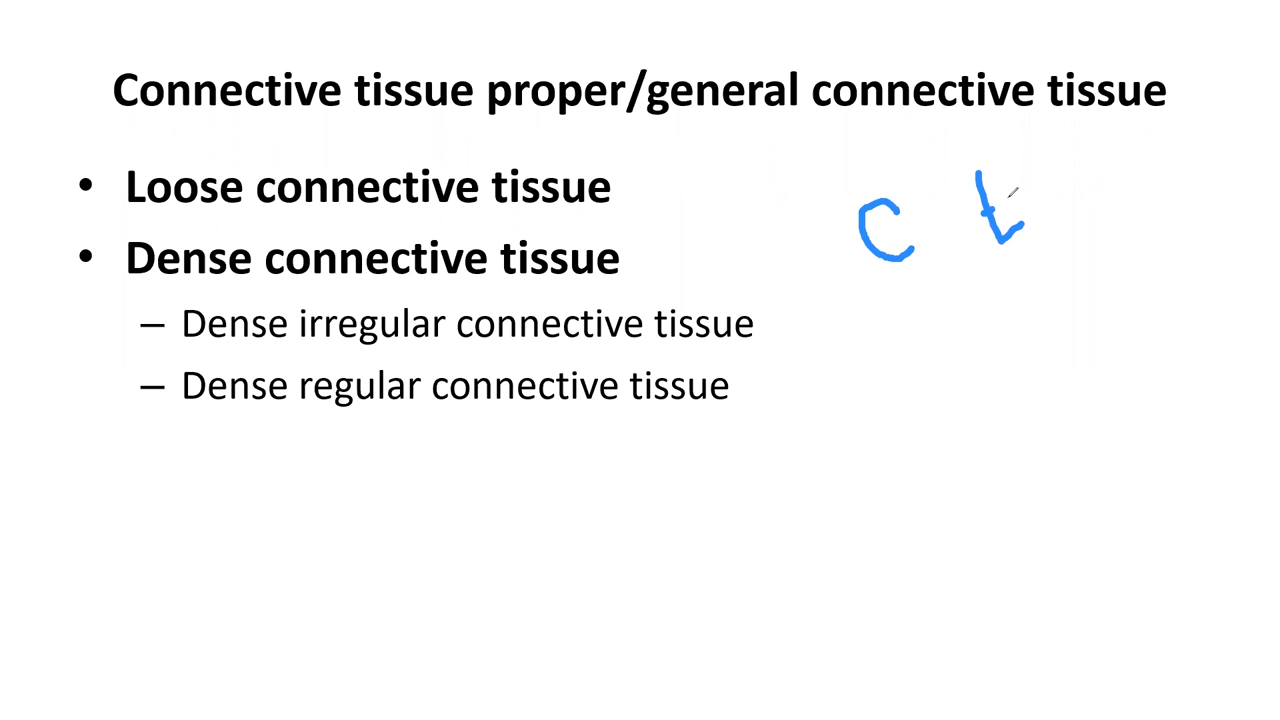 Connective tissue proper/general connective tissue
• Loose connective tissue
c t
• Dense connective tissue
– Dense irregular connective tissue
– Dense regular connective tissue